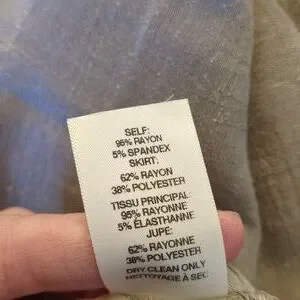 SELF:
95% RAYON
5% SPANDEX
SKIRT:
62% RAYON
38% POLYESTER
TISSU PRINCIPAL:
95% RAYONNE
5% ÉLASTHANNE
JUPE:
62% RAYONNE
38% POLYESTER
DRY CLEAN ONLY
NETTOYAGE À SEC